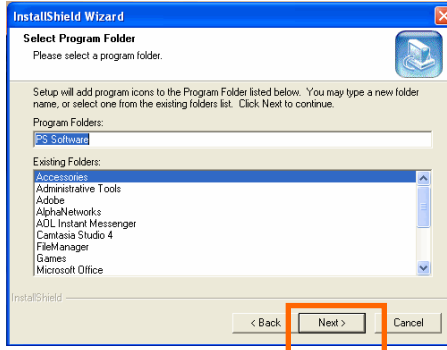 InstallShield Wizard
Select Program Folder
Please select a program folder.
Setup will add program icons to the Program Folder listed below. You may type a new folder
name, or select one from the existing folders list. Click Next to continue.
Program Folders:
PS Software
Existing Folders:
Accessories
Administrative Tools
Adobe
AlphaNetworks
AOL Instant Messenger
Camtasia Studio 4
FileManager
Games
Microsoft Office
InstallShield
< Back Next > Cancel